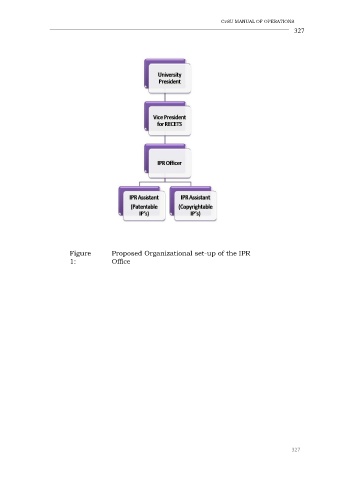 CvSU MANUAL OF OPERATIONS
327
University
President
Vice President
for RECETS
IPR Officer
IPR Assistant
(Patentable
IP's)
IPR Assistant
(Copyrightable
IP's)
Figure 1: Proposed Organizational set-up of the IPR
Office
327